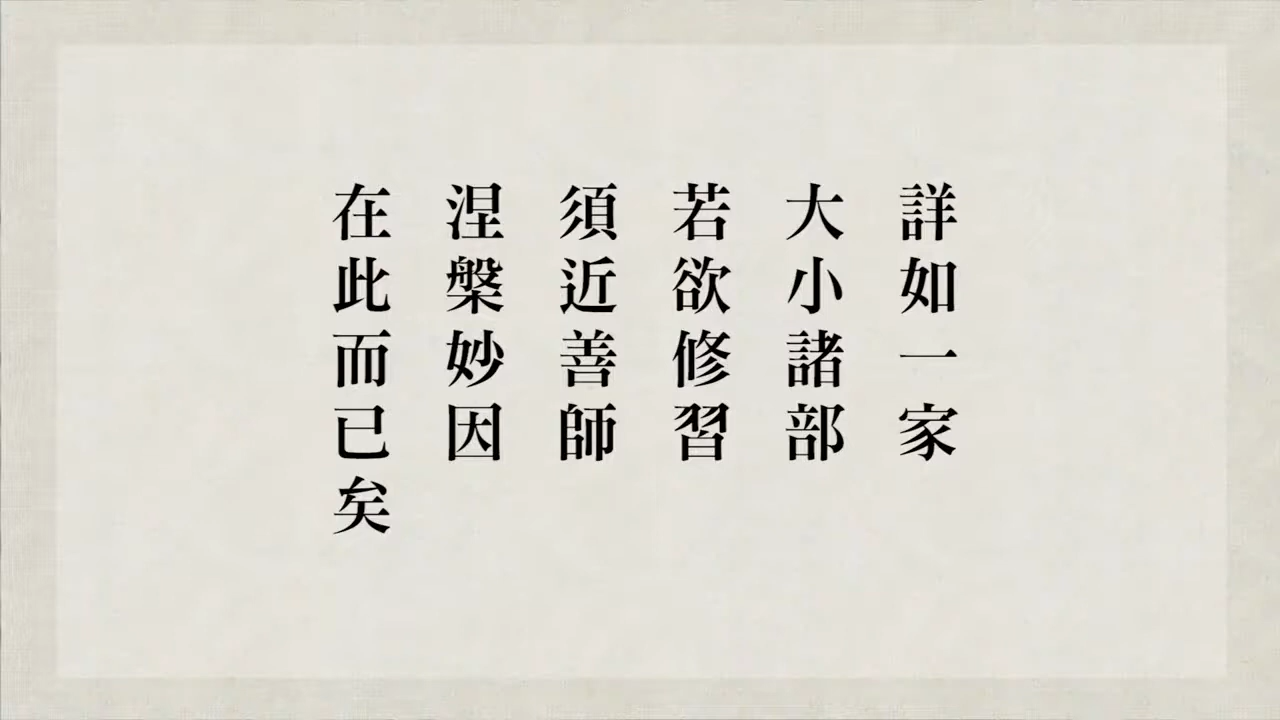 詳如一家
大小諸部
若欲修習
須近善師
涅槃妙因
在此而已矣